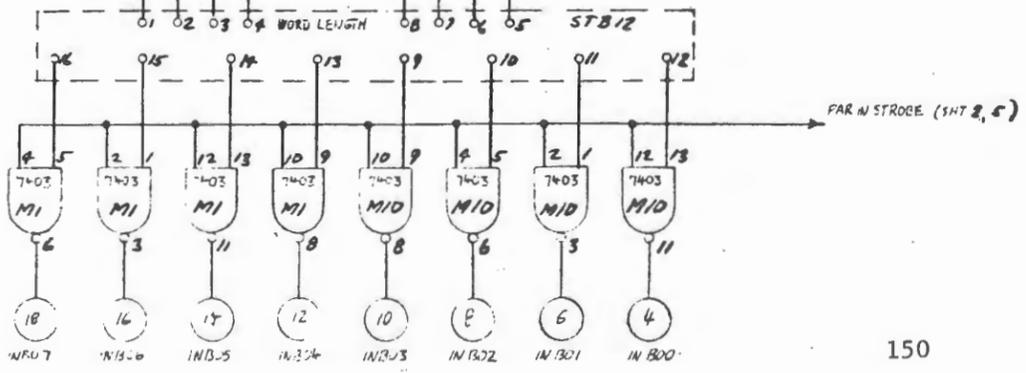 1 2 3 4 WORD LENGTH 8 7 6 5 STB12
16 15 14 13 9 10 11 12
PAR IN STROBE (SHT 2, 5)
4 5 2 1 12 13 10 9 10 9 4 5 2 1 12 13
7403 7403 7403 7403 7403 7403 7403 7403
M1 M1 M1 M1 M10 M10 M10 M10
6 3 11 8 8 6 3 11
18 16 14 12 10 8 6 4
INB07 INB06 INB05 INB04 INB03 INB02 INB01 INB00
150